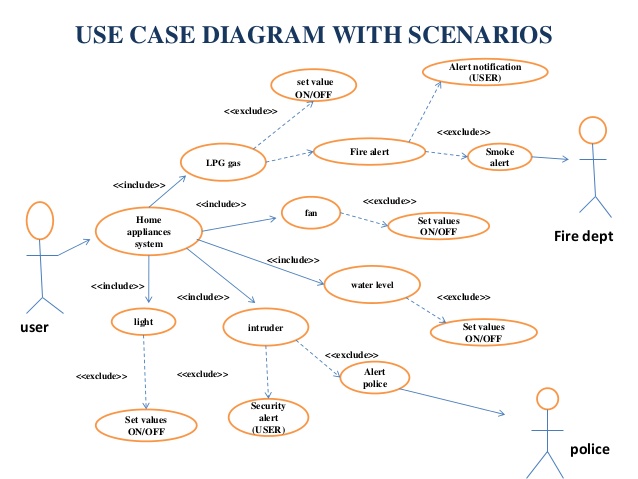 USE CASE DIAGRAM WITH SCENARIOS
Alert notification
(USER)
set value
ON/OFF
<<exclude>>
<<exclude>>
Fire alert
Smoke
alert
LPG gas
<<include>>
<<include>>
<<exclude>>
fan
Set values
ON/OFF
Fire dept
Home
appliances
system
<<include>>
water level
<<include>>
<<include>>
<<exclude>>
user
light
intruder
Set values
ON/OFF
<<exclude>>
<<exclude>>
<<exclude>>
Alert
police
Set values
ON/OFF
Security
alert
(USER)
police